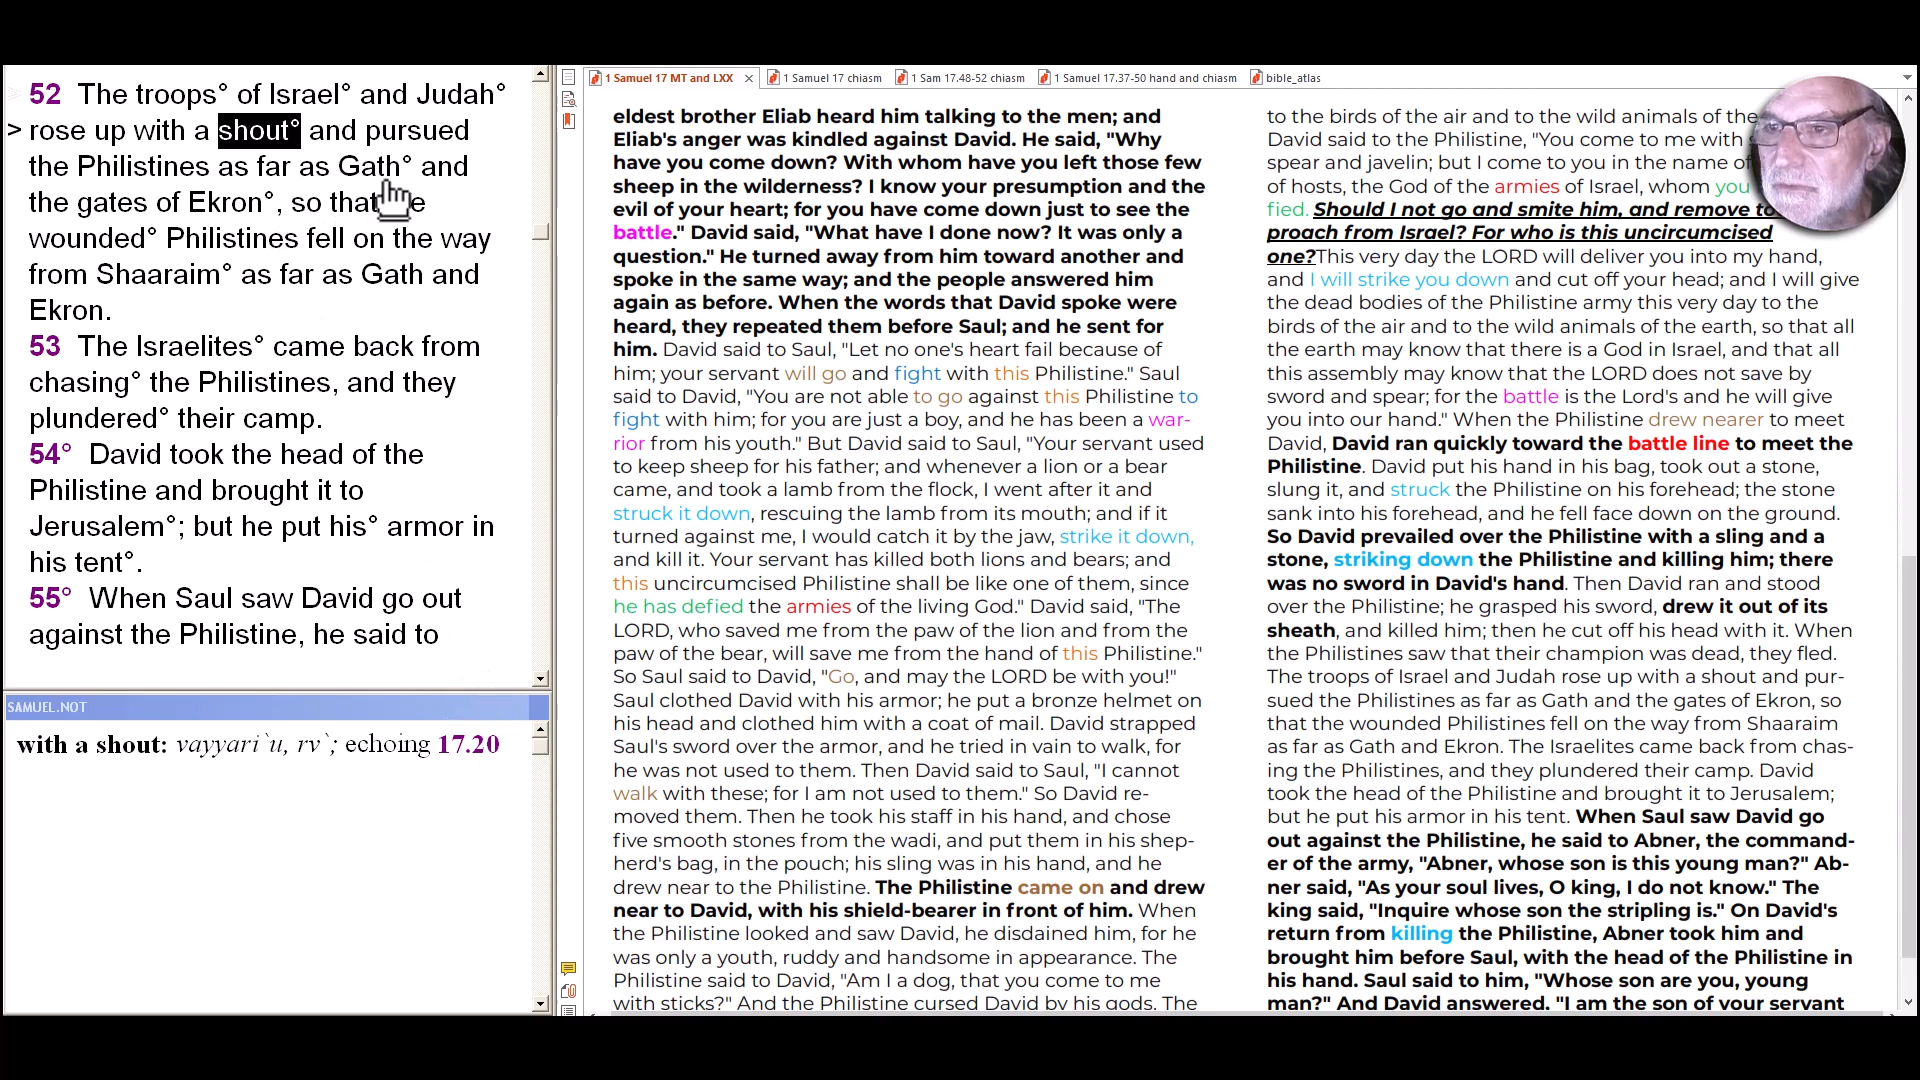 52 The troops° of Israel° and Judah°
> rose up with a shout° and pursued
the Philistines as far as Gath° and
the gates of Ekron°, so that
wounded° Philistines fell on the way
from Shaaraim° as far as Gath and
Ekron.
53 The Israelites° came back from
chasing° the Philistines, and they
plundered° their camp.
54° David took the head of the
Philistine and brought it to
Jerusalem°; but he put his° armor in
his tent°.
55° When Saul saw David go out
against the Philistine, he said to
SAMUEL.NOT
with a shout: vayyari`u, rv`; echoing 17.20
1 Samuel 17 MT and LXX
1 Samuel 17 chiasm
1 Sam 17.48-52 chiasm
1 Samuel 17.37-50 hand and chiasm
bible_atlas
eldest brother Eliab heard him talking to the men; and
Eliab's anger was kindled against David. He said, "Why
have you come down? With whom have you left those few
sheep in the wilderness? I know your presumption and the
evil of your heart; for you have come down just to see the
battle." David said, "What have I done now? It was only a
question." He turned away from him toward another and
spoke in the same way; and the people answered him
again as before. When the words that David spoke were
heard, they repeated them before Saul; and he sent for
him. David said to Saul, "Let no one's heart fail because of
him; your servant will go and fight with this Philistine." Saul
said to David, "You are not able to go against this Philistine to
fight with him; for you are just a boy, and he has been a war-
rior from his youth." But David said to Saul, "Your servant used
to keep sheep for his father; and whenever a lion or a bear
came, and took a lamb from the flock, I went after it and
struck it down, rescuing the lamb from its mouth; and if it
turned against me, I would catch it by the jaw, strike it down,
and kill it. Your servant has killed both lions and bears; and
this uncircumcised Philistine shall be like one of them, since
he has defied the armies of the living God." David said, "The
LORD, who saved me from the paw of the lion and from the
paw of the bear, will save me from the hand of this Philistine."
So Saul said to David, "Go, and may the LORD be with you!"
Saul clothed David with his armor; he put a bronze helmet on
his head and clothed him with a coat of mail. David strapped
Saul's sword over the armor, and he tried in vain to walk, for
he was not used to them. Then David said to Saul, "I cannot
walk with these; for I am not used to them." So David re-
moved them. Then he took his staff in his hand, and chose
five smooth stones from the wadi, and put them in his shep-
herd's bag, in the pouch; his sling was in his hand, and he
drew near to the Philistine. The Philistine came on and drew
near to David, with his shield-bearer in front of him. When
the Philistine looked and saw David, he disdained him, for he
was only a youth, ruddy and handsome in appearance. The
Philistine said to David, "Am I a dog, that you come to me
with sticks?" And the Philistine cursed David by his gods. The
to the birds of the air and to the wild animals of the
David said to the Philistine, "You come to me with
spear and javelin; but I come to you in the name of
of hosts, the God of the armies of Israel, whom you
fied. Should I not go and smite him, and remove
proach from Israel? For who is this uncircumcised
one?This very day the LORD will deliver you into my hand,
and I will strike you down and cut off your head; and I will give
the dead bodies of the Philistine army this very day to the
birds of the air and to the wild animals of the earth, so that all
the earth may know that there is a God in Israel, and that all
this assembly may know that the LORD does not save by
sword and spear; for the battle is the Lord's and he will give
you into our hand." When the Philistine drew nearer to meet
David, David ran quickly toward the battle line to meet the
Philistine. David put his hand in his bag, took out a stone,
slung it, and struck the Philistine on his forehead; the stone
sank into his forehead, and he fell face down on the ground.
So David prevailed over the Philistine with a sling and a
stone, striking down the Philistine and killing him; there
was no sword in David's hand. Then David ran and stood
over the Philistine; he grasped his sword, drew it out of its
sheath, and killed him; then he cut off his head with it. When
the Philistines saw that their champion was dead, they fled.
The troops of Israel and Judah rose up with a shout and pur-
sued the Philistines as far as Gath and the gates of Ekron, so
that the wounded Philistines fell on the way from Shaaraim
as far as Gath and Ekron. The Israelites came back from chas-
ing the Philistines, and they plundered their camp. David
took the head of the Philistine and brought it to Jerusalem;
but he put his armor in his tent. When Saul saw David go
out against the Philistine, he said to Abner, the command-
er of the army, "Abner, whose son is this young man?" Ab-
ner said, "As your soul lives, O king, I do not know." The
king said, "Inquire whose son the stripling is." On David's
return from killing the Philistine, Abner took him and
brought him before Saul, with the head of the Philistine in
his hand. Saul said to him, "Whose son are you, young
man?" And David answered, "I am the son of your servant